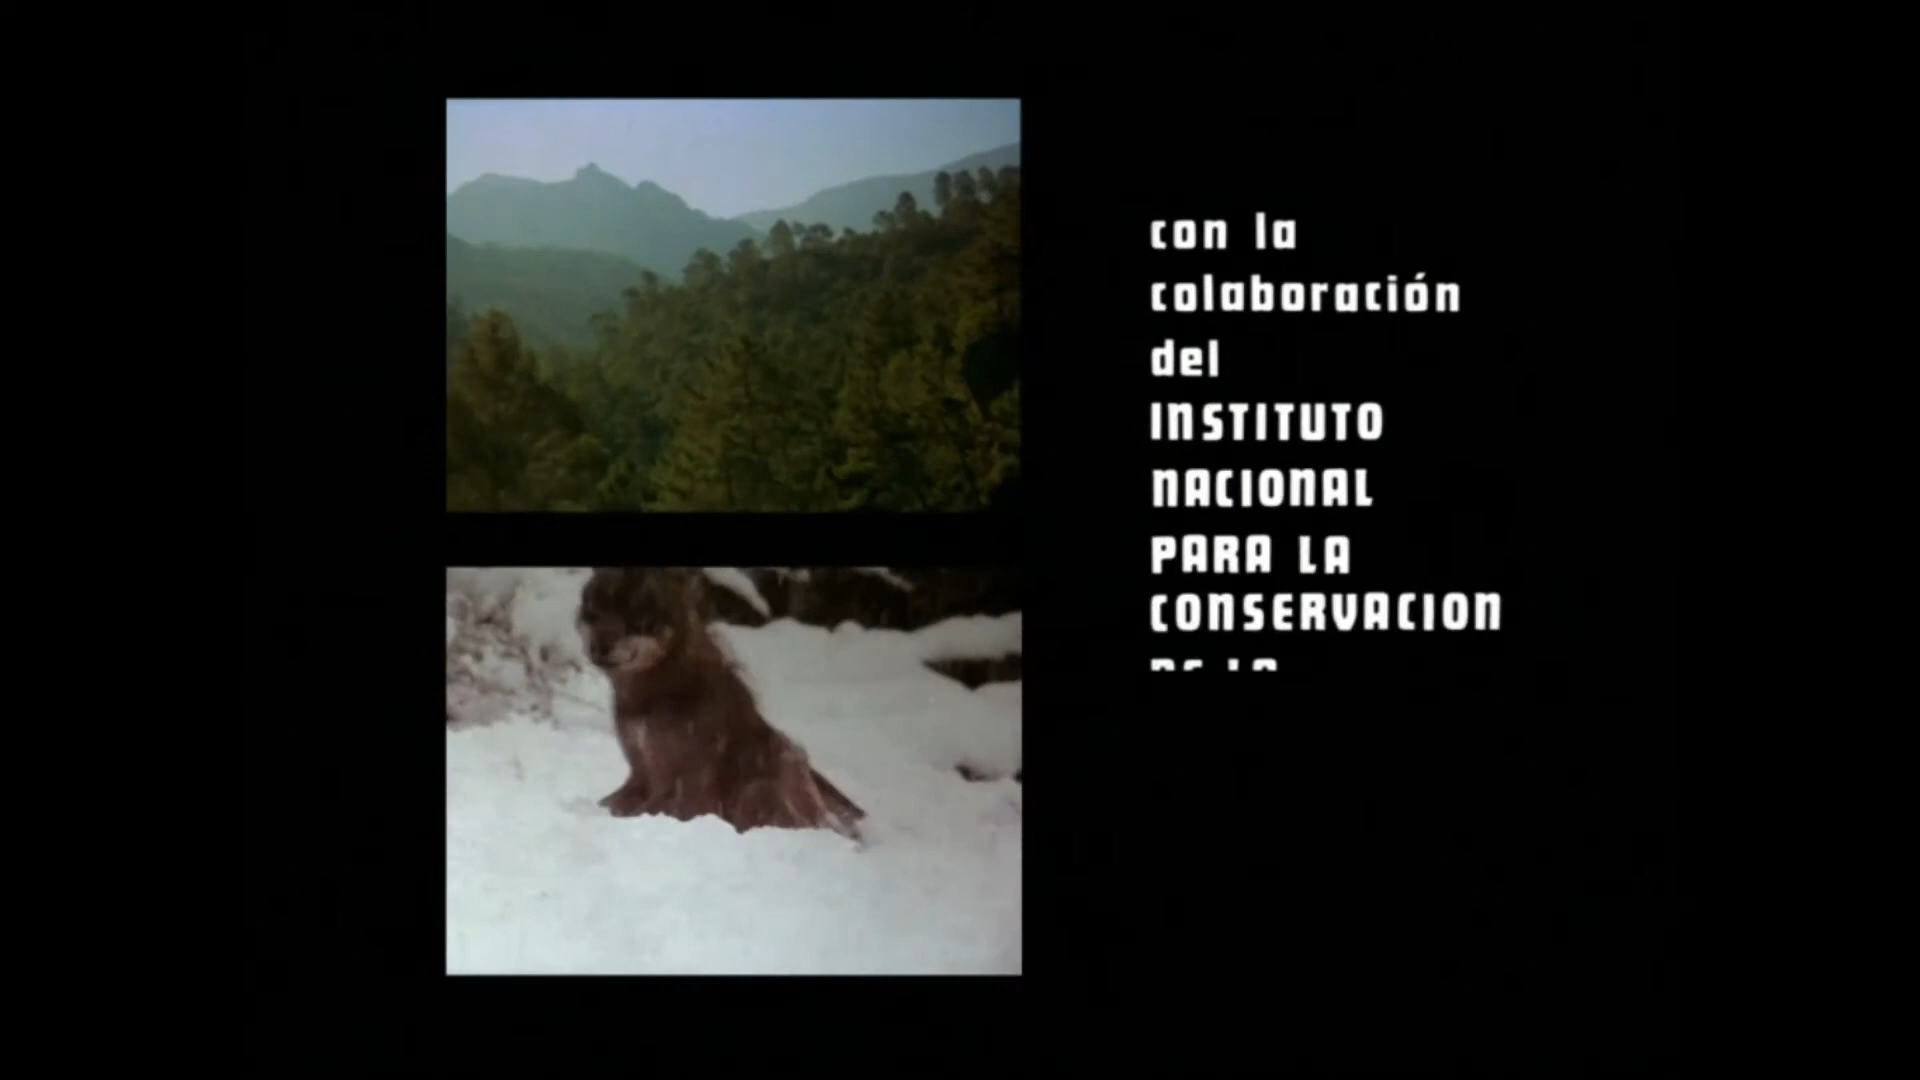 con la
colaboración
del
INSTITUTO
NACIONAL
PARA LA
CONSERVACION